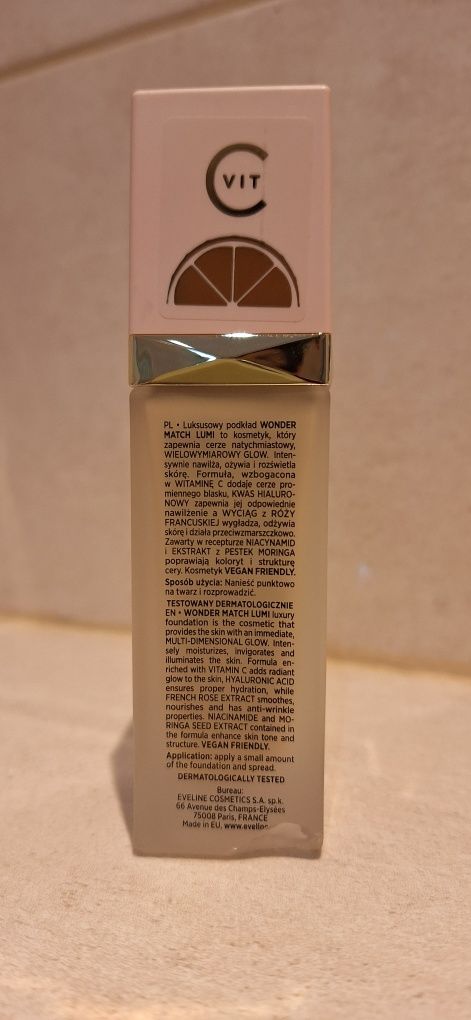 C
VIT
PL • Luksusowy podkład WONDER
MATCH LUMI to kosmetyk, który
zapewnia cerze natychmiastowy,
WIELOWYMIAROWY GLOW. Inten-
sywnie nawilża, ożywia i rozświetla
skórę. Formuła, wzbogacona
w WITAMINĘ C dodaje cerze pro-
miennego blasku, KWAS HIALURO-
NOWY zapewnia jej odpowiednie
nawilżenie a WYCIĄG z RÓŻY
FRANCUSKIEJ wygładza, odżywia
skórę i działa przeciwzmarszczkowo.
Zawarty w recepturze NIACYNAMID
i EKSTRAKT z PESTEK MORINGA
poprawiają koloryt i strukturę
cery. Kosmetyk VEGAN FRIENDLY.
Sposób użycia: Nanieść punktowo
na twarz i rozprowadzić.
TESTOWANY DERMATOLOGICZNIE
EN • WONDER MATCH LUMI luxury
foundation is the cosmetic that
provides the skin with an immediate,
MULTI-DIMENSIONAL GLOW. Inten-
sely moisturizes, invigorates and
illuminates the skin. Formula en-
riched with VITAMIN C adds radiant
glow to the skin, HYALURONIC ACID
ensures proper hydration, while
FRENCH ROSE EXTRACT smoothes,
nourishes and has anti-wrinkle
properties. NIACINAMIDE and MO-
RINGA SEED EXTRACT contained in
the formula enhance skin tone and
structure. VEGAN FRIENDLY.
Application: apply a small amount
of the foundation and spread.
DERMATOLOGICALLY TESTED
Bureau:
EVELINE COSMETICS S.A. sp.k.
66 Avenue des Champs-Elysées
75008 Paris, FRANCE
Made in EU,